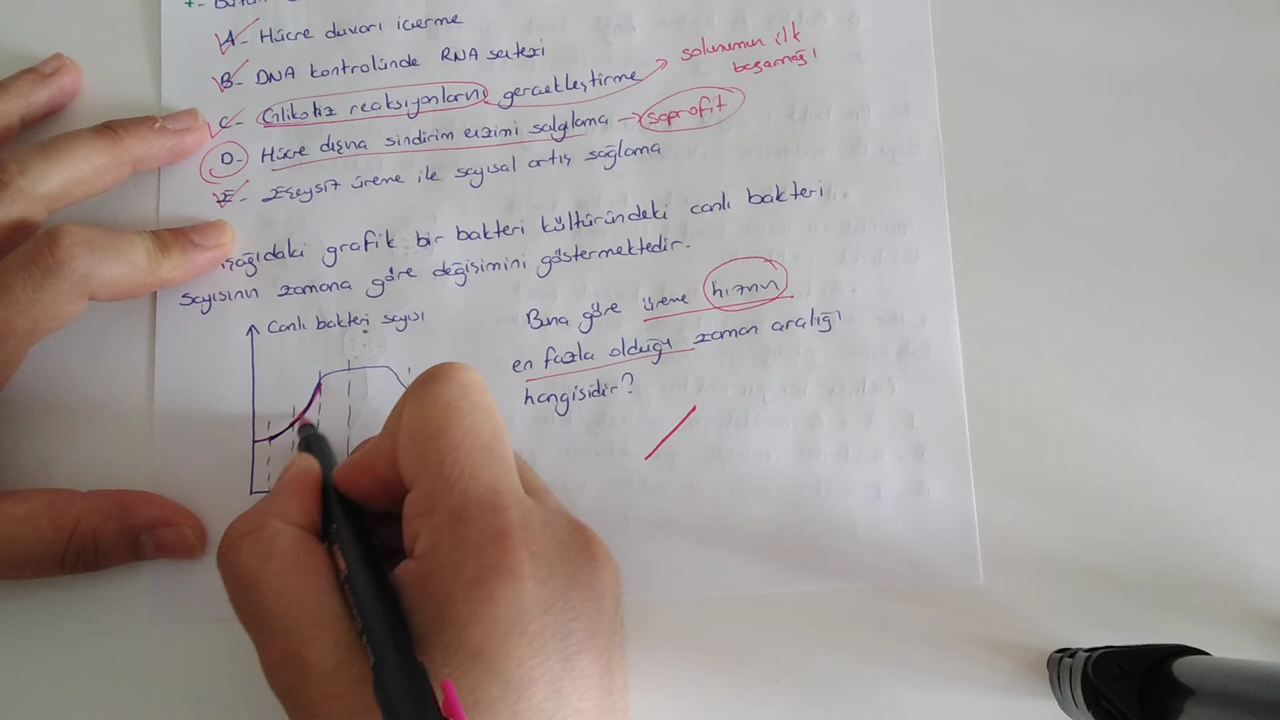 A- Hücre duvarı içerme
B- DNA kontrolünde RNA sentezi
C- Glikoliz reaksiyonlarını gerçekleştirme → solunumun ilk basamağı
D- Hücre dışına sindirim enzimi salgılama → saprofit
E- Eşeysiz üreme ile sayısal artış sağlama
grafik bir bakteri kültüründeki canlı bakteri
sayısının zamana göre değişimini göstermektedir.
Canlı bakteri sayısı
Buna göre üreme hızının
en fazla olduğu zaman aralığı
hangisidir?